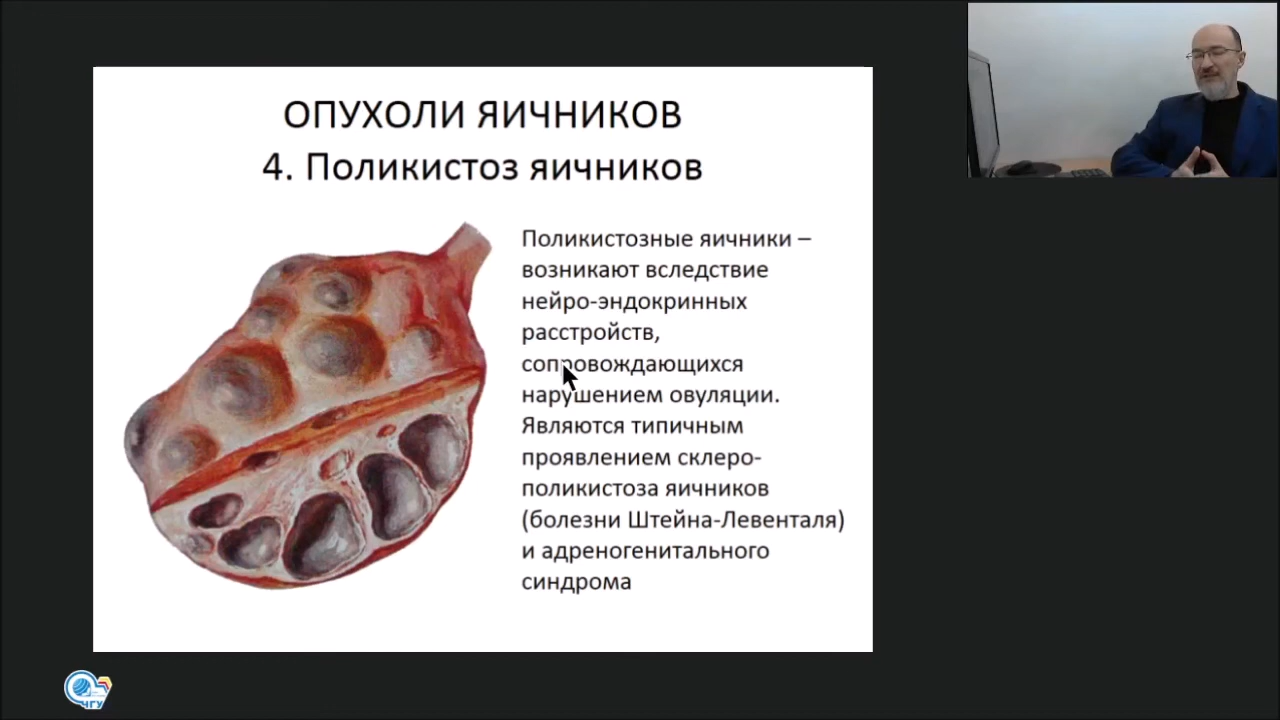 ОПУХОЛИ ЯИЧНИКОВ
4. Поликистоз яичников
Поликистозные яичники –
возникают вследствие
нейро-эндокринных
расстройств,
сопровождающихся
нарушением овуляции.
Являются типичным
проявлением склеро-
поликистоза яичников
(болезни Штейна-Левенталя)
и адреногенитального
синдрома
ЧГУ